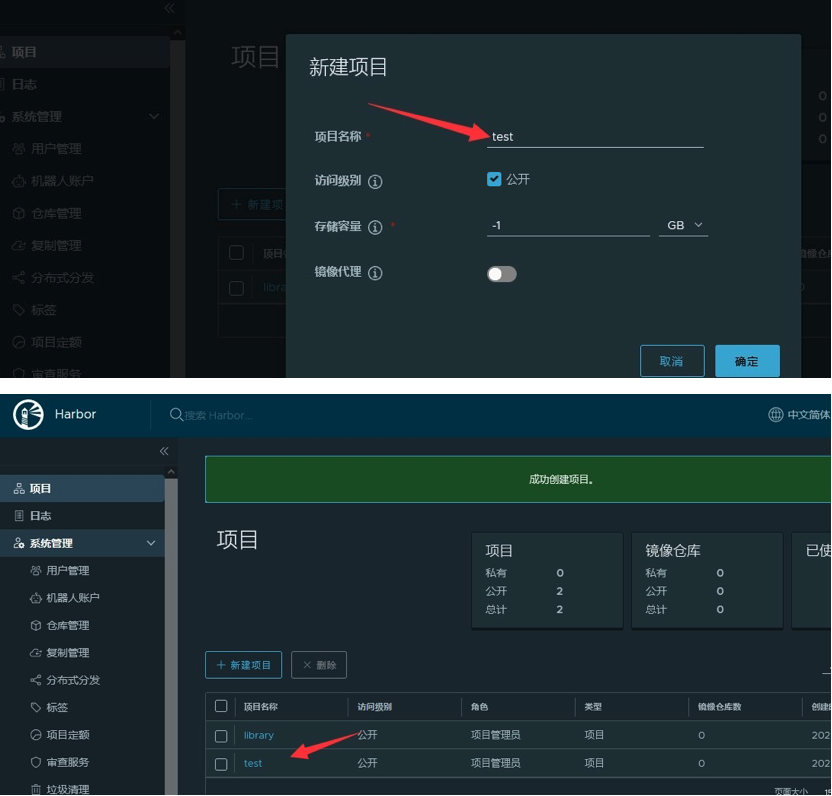 项目
日志
系统管理
用户管理
机器人账户
仓库管理
复制管理
分布式分发
标签
项目定额
审查服务
项目
+ 新建项
项目
libra
0
0
0
新建项目
项目名称 *
test
访问级别
公开
存储容量 *
-1
GB
镜像代理
取消
确定
Harbor
搜索 Harbor...
中文简体
项目
日志
系统管理
用户管理
机器人账户
仓库管理
复制管理
分布式分发
标签
项目定额
审查服务
垃圾清理
成功创建项目。
项目
项目
私有 0
公开 2
总计 2
镜像仓库
私有 0
公开 0
总计 0
已使
+ 新建项目
× 删除
项目名称 访问级别 角色 类型 镜像仓库数 创建
library 公开 项目管理员 项目 0 202
test 公开 项目管理员 项目 0 202
页面大小 15